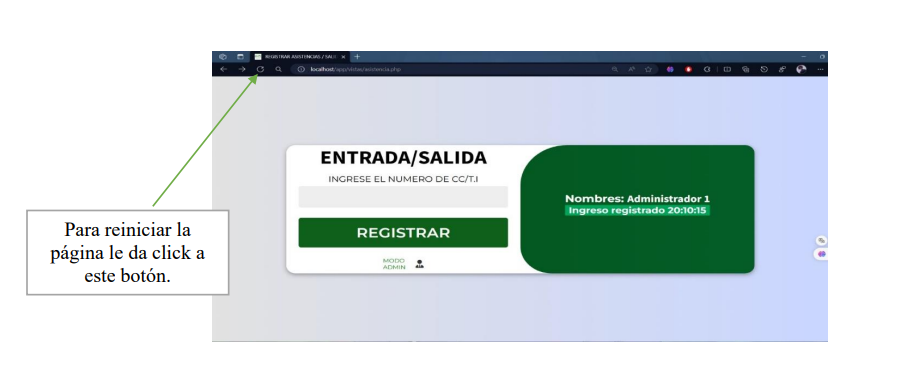 REGISTRAR ASISTENCIAS / SALI
localhost/app/vistas/asistencia.php
ENTRADA/SALIDA
INGRESE EL NUMERO DE CC/T.I
REGISTRAR
MODO
ADMIN
Nombres: Administrador 1
Ingreso registrado 20:10:15
Para reiniciar la
página le da click a
este botón.